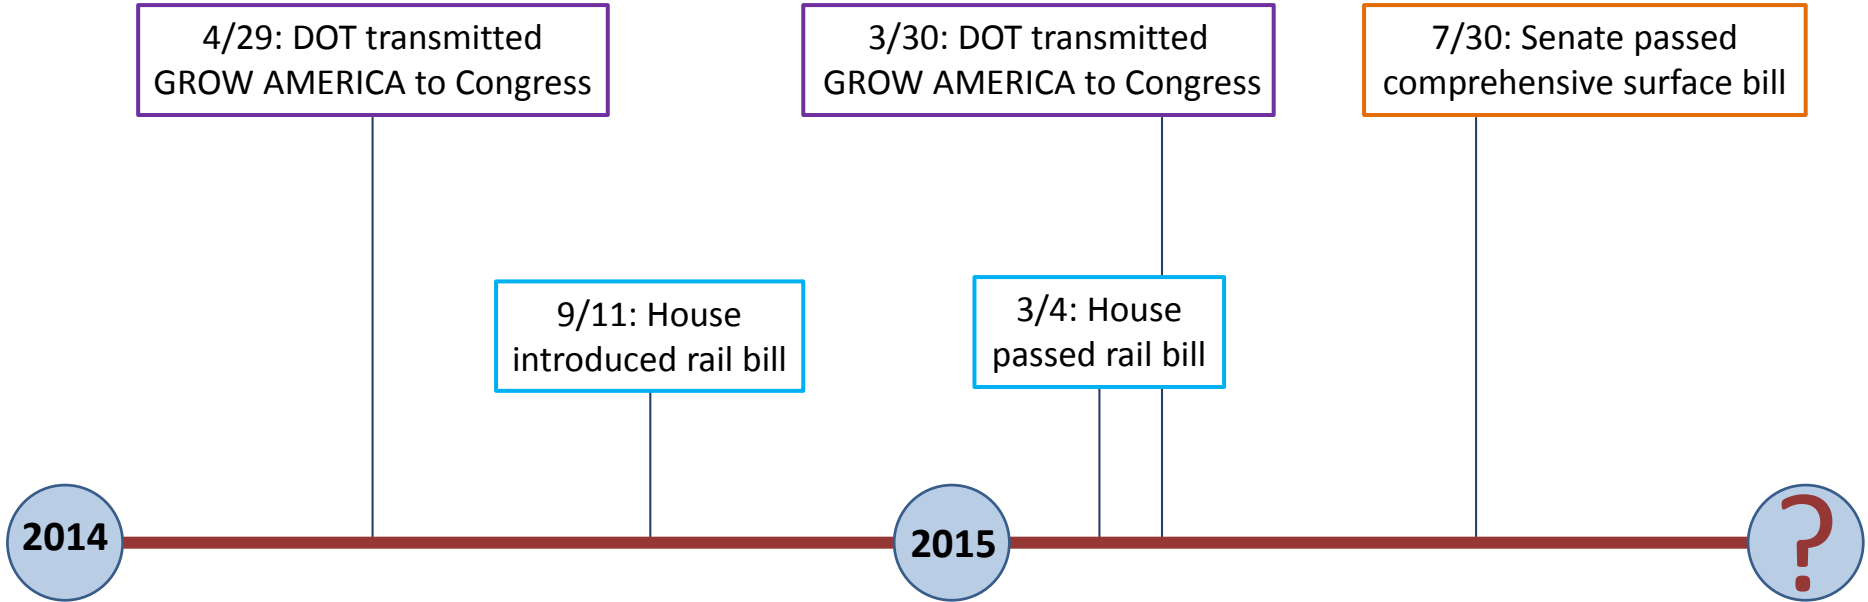 4/29: DOT transmitted
GROW AMERICA to Congress
3/30: DOT transmitted
GROW AMERICA to Congress
7/30: Senate passed
comprehensive surface bill
9/11: House
introduced rail bill
3/4: House
passed rail bill
2014
2015
?